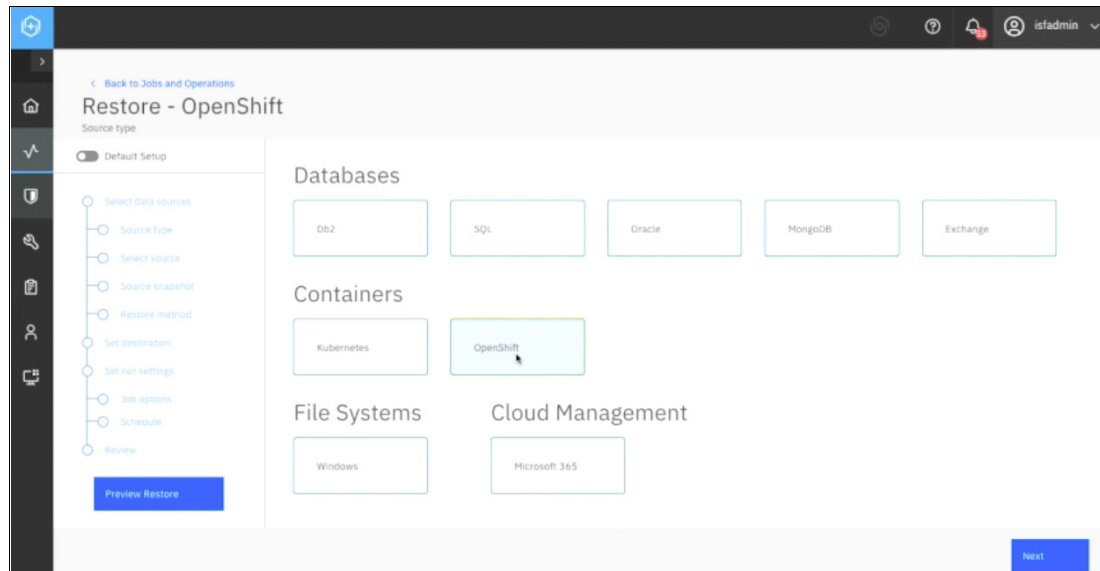 53
isfadmin
Back to Jobs and Operations
Restore - OpenShift
Source type
Default Setup
Select data sources
Source type
Select source
Source snapshot
Restore method
Set destination
Set run settings
Job options
Schedule
Review
Preview Restore
Databases
Db2 SQL Oracle MongoDB Exchange
Containers
Kubernetes OpenShift
File Systems Cloud Management
Windows Microsoft 365
Next